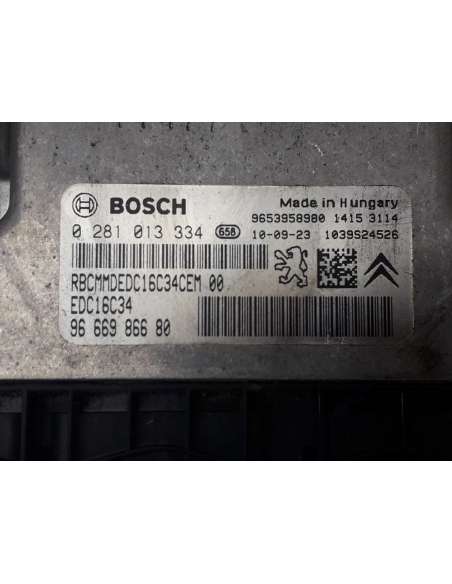 BOSCH
Made in Hungary
9653958980 1415 3114
0 281 013 334 658 10-09-23 1039S24526
RBCMMDEDC16C34CEM 00
EDC16C34
96 669 866 80